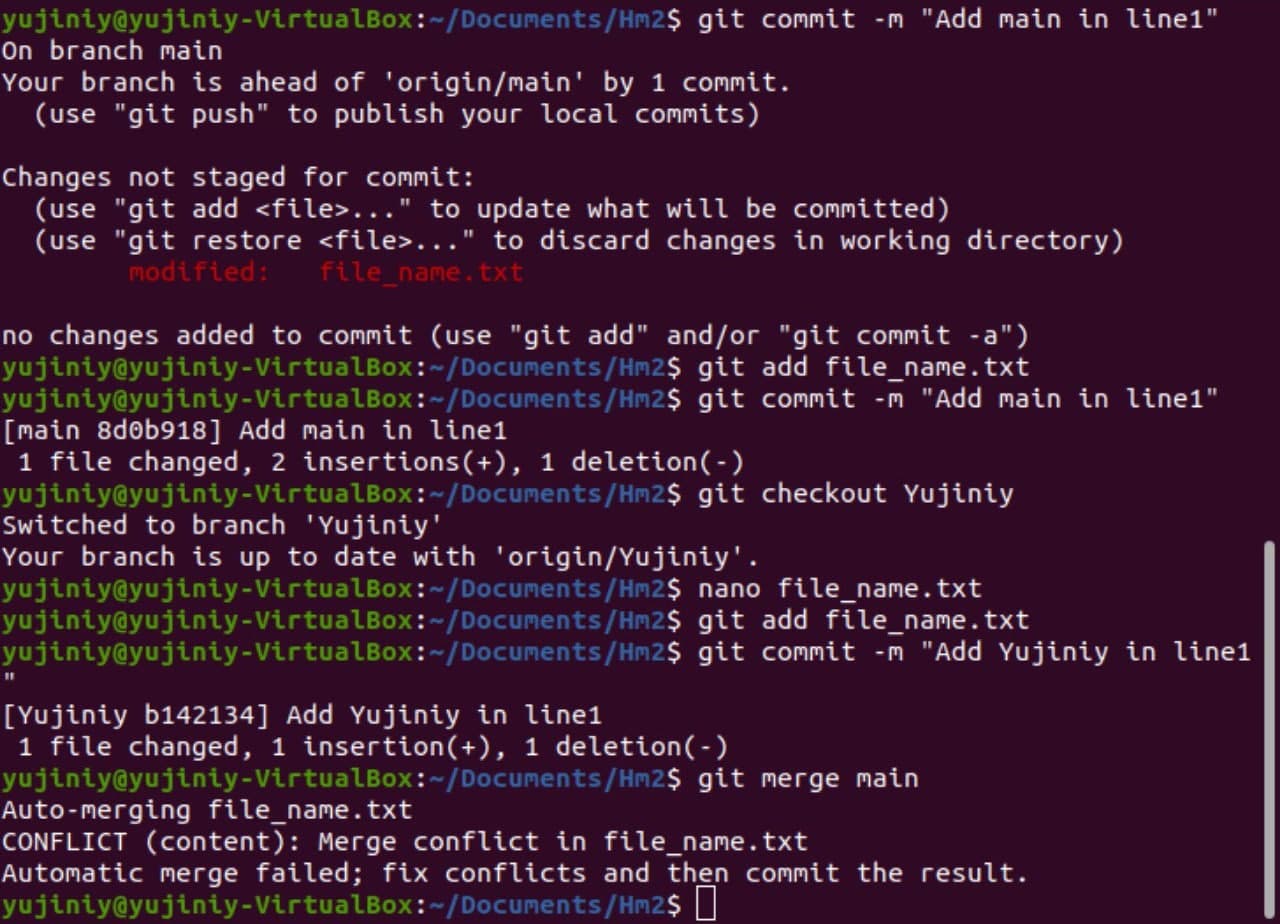 yujiniy@yujiniy-VirtualBox:~/Documents/Hm2$ git commit -m "Add main in line1"
On branch main
Your branch is ahead of 'origin/main' by 1 commit.
  (use "git push" to publish your local commits)

Changes not staged for commit:
  (use "git add <file>..." to update what will be committed)
  (use "git restore <file>..." to discard changes in working directory)
        modified:   file_name.txt

no changes added to commit (use "git add" and/or "git commit -a")
yujiniy@yujiniy-VirtualBox:~/Documents/Hm2$ git add file_name.txt
yujiniy@yujiniy-VirtualBox:~/Documents/Hm2$ git commit -m "Add main in line1"
[main 8d0b918] Add main in line1
 1 file changed, 2 insertions(+), 1 deletion(-)
yujiniy@yujiniy-VirtualBox:~/Documents/Hm2$ git checkout Yujiniy
Switched to branch 'Yujiniy'
Your branch is up to date with 'origin/Yujiniy'.
yujiniy@yujiniy-VirtualBox:~/Documents/Hm2$ nano file_name.txt
yujiniy@yujiniy-VirtualBox:~/Documents/Hm2$ git add file_name.txt
yujiniy@yujiniy-VirtualBox:~/Documents/Hm2$ git commit -m "Add Yujiniy in line1
"
[Yujiniy b142134] Add Yujiniy in line1
 1 file changed, 1 insertion(+), 1 deletion(-)
yujiniy@yujiniy-VirtualBox:~/Documents/Hm2$ git merge main
Auto-merging file_name.txt
CONFLICT (content): Merge conflict in file_name.txt
Automatic merge failed; fix conflicts and then commit the result.
yujiniy@yujiniy-VirtualBox:~/Documents/Hm2$